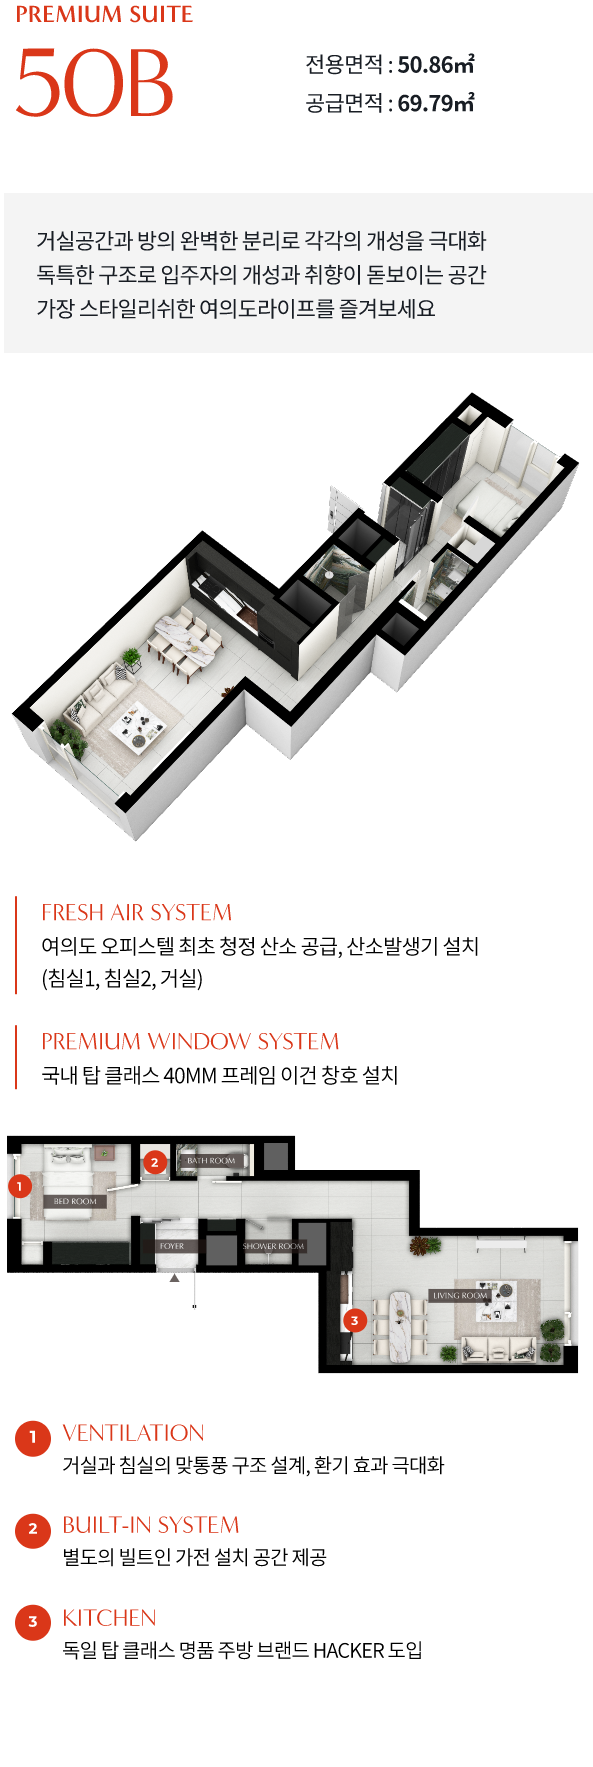 PREMIUM SUITE
50B
전용면적 : 50.86㎡
공급면적 : 69.79㎡
거실공간과 방의 완벽한 분리로 각각의 개성을 극대화
독특한 구조로 입주자의 개성과 취향이 돋보이는 공간
가장 스타일리쉬한 여의도라이프를 즐겨보세요
FRESH AIR SYSTEM
여의도 오피스텔 최초 청정 산소 공급, 산소발생기 설치
(침실1, 침실2, 거실)
PREMIUM WINDOW SYSTEM
국내 탑 클래스 40MM 프레임 이건 창호 설치
2
BATH ROOM
1
BED ROOM
FOYER
SHOWER ROOM
LIVING ROOM
3
1
VENTILATION
거실과 침실의 맞통풍 구조 설계, 환기 효과 극대화
2
BUILT-IN SYSTEM
별도의 빌트인 가전 설치 공간 제공
3
KITCHEN
독일 탑 클래스 명품 주방 브랜드 HACKER 도입